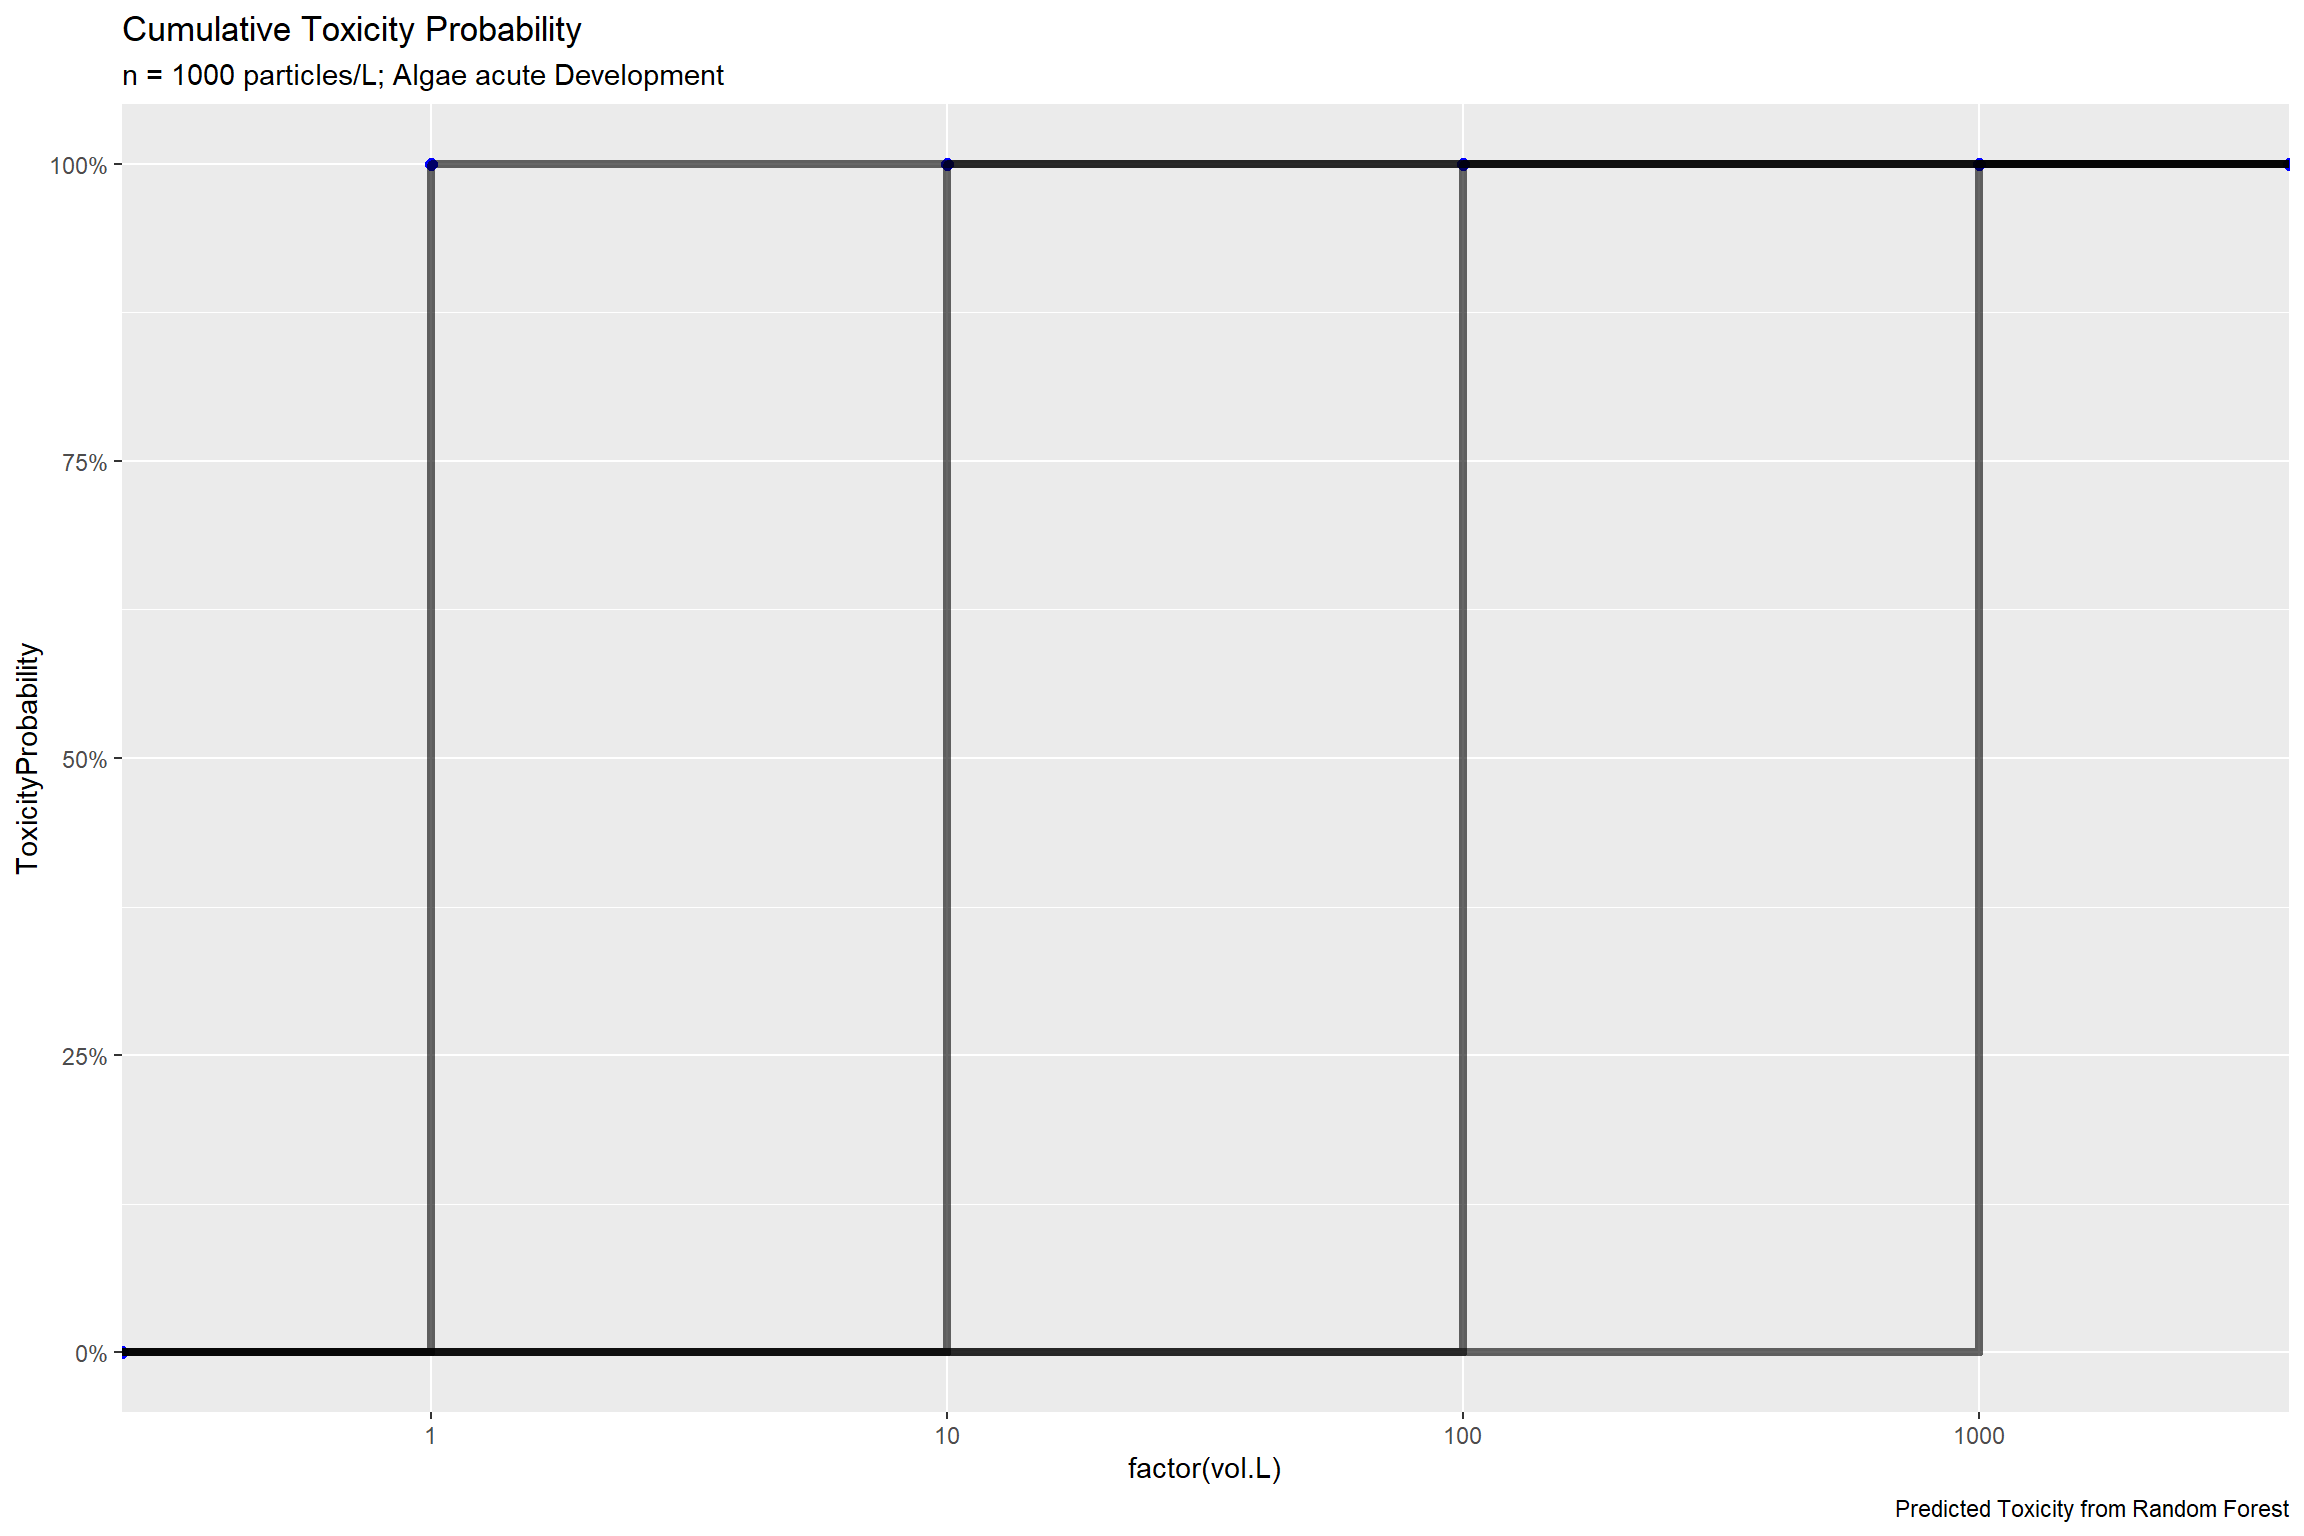 Cumulative Toxicity Probability
n = 1000 particles/L; Algae acute Development
100%
75%
50%
25%
0%
ToxicityProbability
1 10 100 1000
factor(vol.L)
Predicted Toxicity from Random Forest